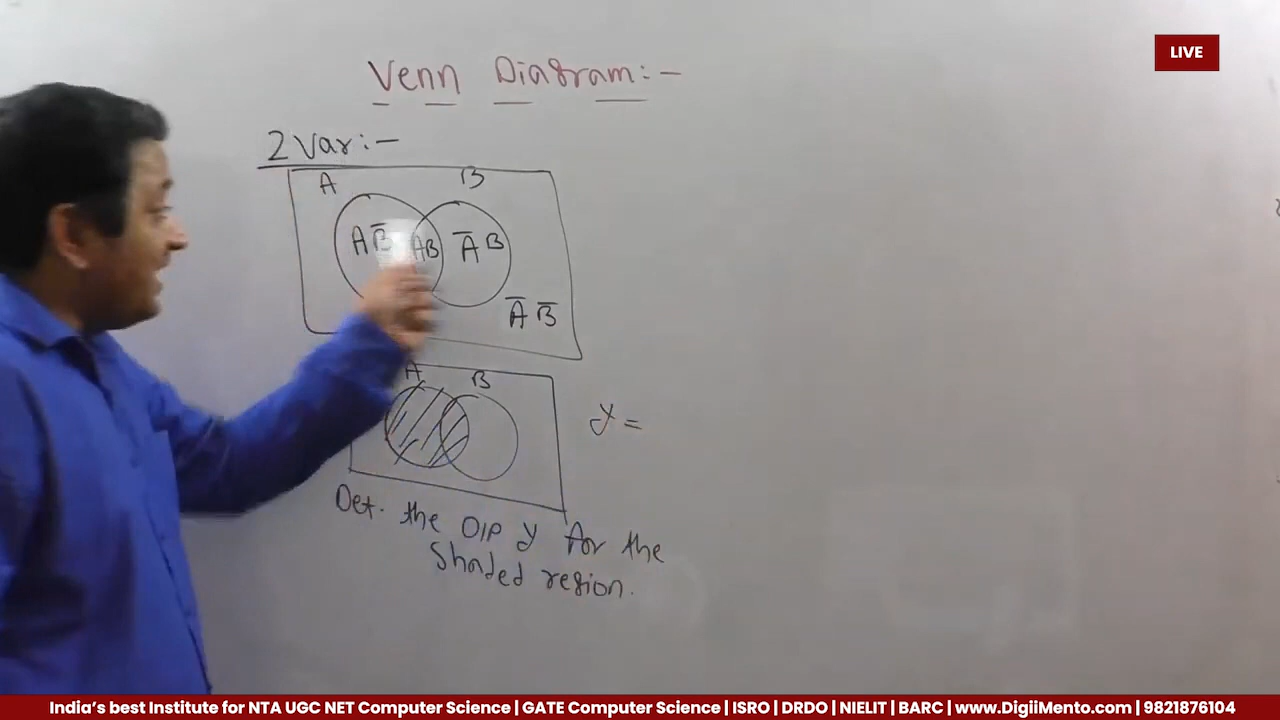 LIVE
Venn Diagram:-
2 Var:-
A B
AB̅ AB A̅B
A̅ B̅
A B
Y =
Det. the O/P Y for the
Shaded region.
India's best Institute for NTA UGC NET Computer Science | GATE Computer Science | ISRO | DRDO | NIELIT | BARC | www.DigiiMento.com | 9821876104